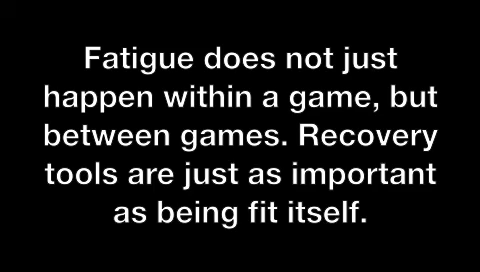 Fatigue does not just
happen within a game, but
between games. Recovery
tools are just as important
as being fit itself.